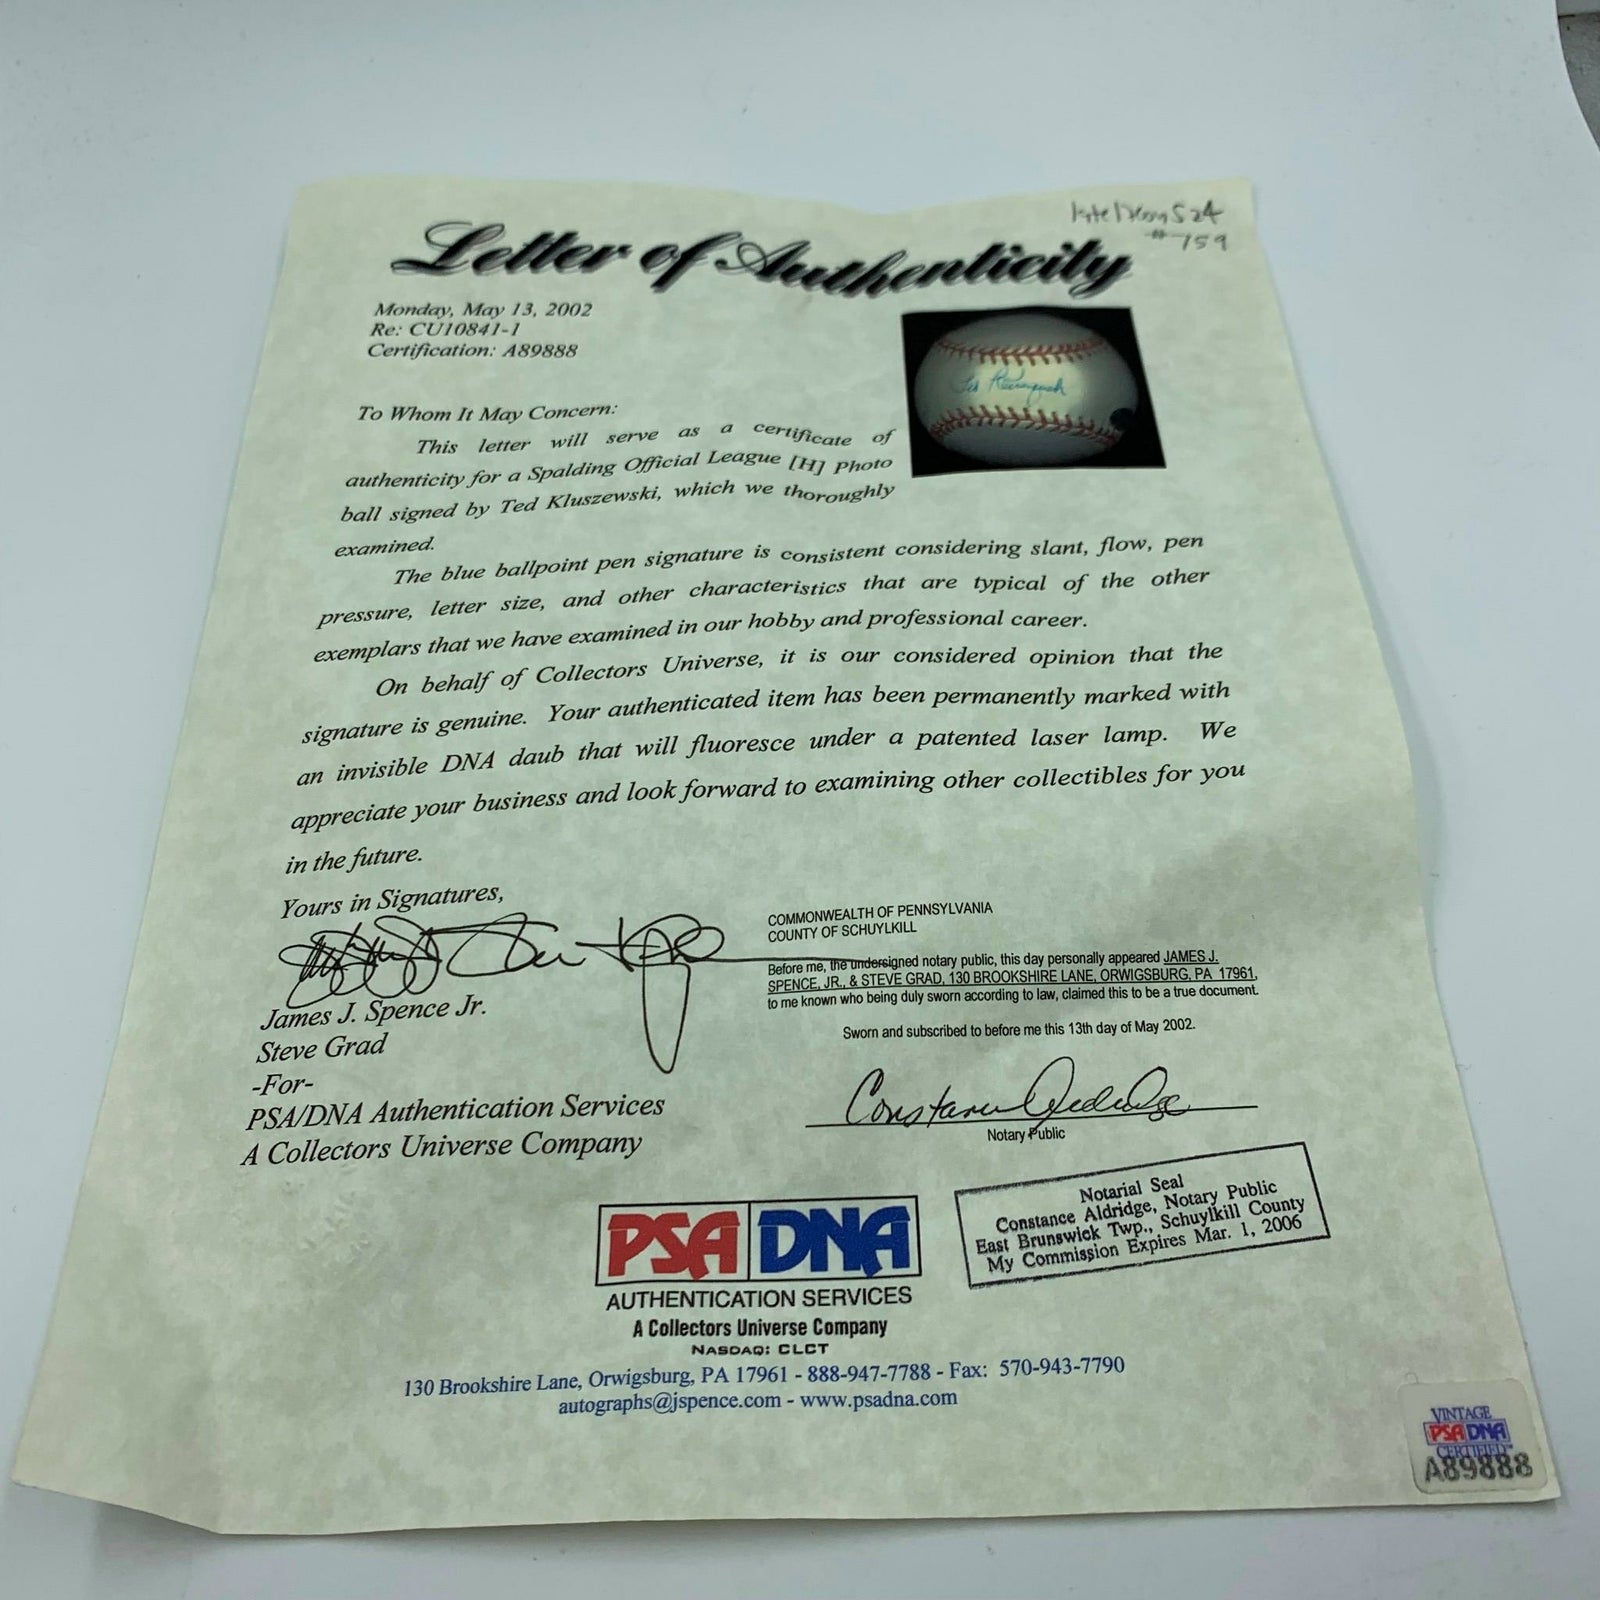 #759
Letter of Authenticity
Monday, May 13, 2002
Re: CU10841-1
Certification: A89888
Ted Kluszewski
To Whom It May Concern:
This letter will serve as a certificate of
authenticity for a Spalding Official League [H] Photo
ball signed by Ted Kluszewski, which we thoroughly
examined.
The blue ballpoint pen signature is consistent considering slant, flow, pen
pressure, letter size, and other characteristics that are typical of the other
exemplars that we have examined in our hobby and professional career.
On behalf of Collectors Universe, it is our considered opinion that the
signature is genuine. Your authenticated item has been permanently marked with
an invisible DNA daub that will fluoresce under a patented laser lamp. We
appreciate your business and look forward to examining other collectibles for you
in the future.
Yours in Signatures,
James J. Spence Jr.
Steve Grad
-For-
PSA/DNA Authentication Services
A Collectors Universe Company
COMMONWEALTH OF PENNSYLVANIA
COUNTY OF SCHUYLKILL
Before me, the undersigned notary public, this day personally appeared JAMES J.
SPENCE, JR., & STEVE GRAD, 130 BROOKSHIRE LANE, ORWIGSBURG, PA 17961,
to me known who being duly sworn according to law, claimed this to be a true document.
Sworn and subscribed to before me this 13th day of May 2002.
Constance Aldridge
Notary Public
Notarial Seal
Constance Aldridge, Notary Public
East Brunswick Twp., Schuylkill County
My Commission Expires Mar. 1, 2006
PSA DNA
AUTHENTICATION SERVICES
A Collectors Universe Company
NASDAQ: CLCT
130 Brookshire Lane, Orwigsburg, PA 17961 - 888-947-7788 - Fax: 570-943-7790
autographs@jspence.com - www.psadna.com
VINTAGE
PSA DNA
CERTIFIED™
A89888